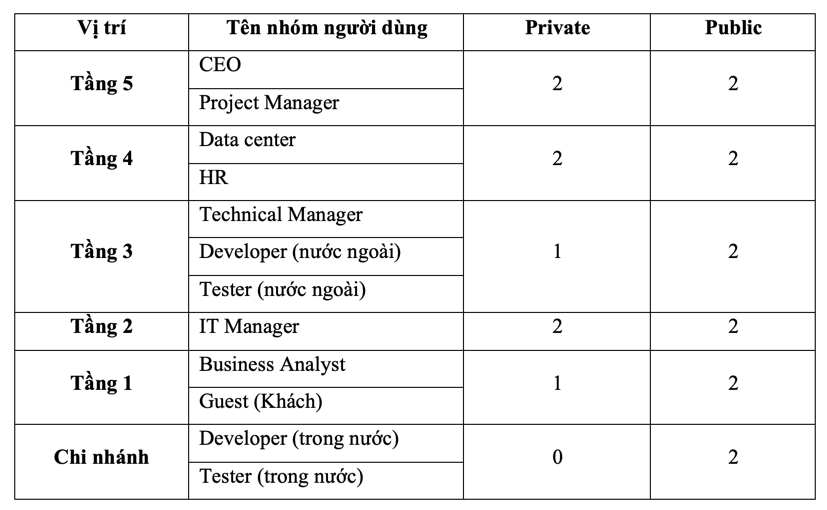 Vị trí Tên nhóm người dùng Private Public
Tầng 5 CEO 2 2
Project Manager
Tầng 4 Data center 2 2
HR
Tầng 3 Technical Manager 1 2
Developer (nước ngoài)
Tester (nước ngoài)
Tầng 2 IT Manager 2 2
Tầng 1 Business Analyst 1 2
Guest (Khách)
Chi nhánh Developer (trong nước) 0 2
Tester (trong nước)